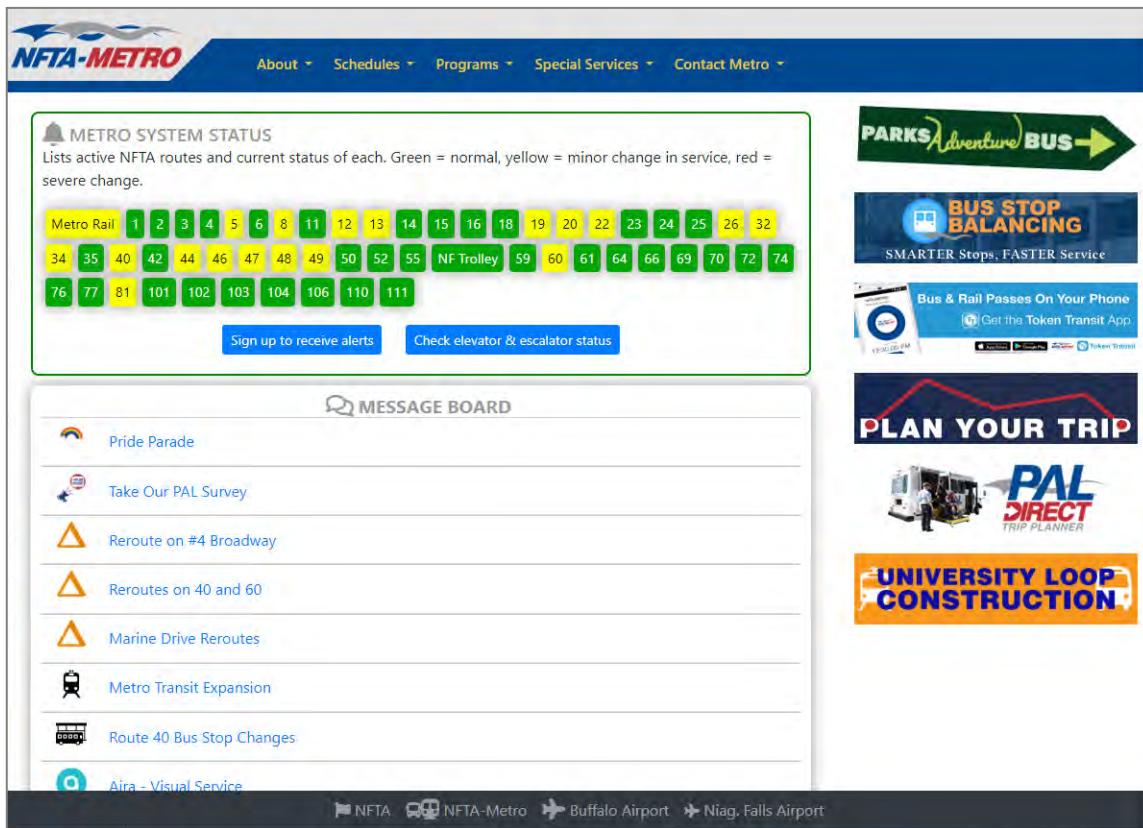 NFTA-METRO
About Schedules Programs Special Services Contact Metro
METRO SYSTEM STATUS
Lists active NFTA routes and current status of each. Green = normal, yellow = minor change in service, red =
severe change.
Metro Rail 1 2 3 4 5 6 8 11 12 13 14 15 16 18 19 20 22 23 24 25 26 32
34 35 40 42 44 46 47 48 49 50 52 55 NF Trolley 59 60 61 64 66 69 70 72 74
76 77 81 101 102 103 104 106 110 111
Sign up to receive alerts Check elevator & escalator status
MESSAGE BOARD
Pride Parade
Take Our PAL Survey
Reroute on #4 Broadway
Reroutes on 40 and 60
Marine Drive Reroutes
Metro Transit Expansion
Route 40 Bus Stop Changes
Aira - Visual Service
PARKS Adventure BUS
BUS STOP
BALANCING
SMARTER Stops, FASTER Service
Bus & Rail Passes On Your Phone
Get the Token Transit App
Token Transit
PLAN YOUR TRIP
PAL
DIRECT
TRIP PLANNER
UNIVERSITY LOOP
CONSTRUCTION
NFTA NFTA-Metro Buffalo Airport Niag. Falls Airport